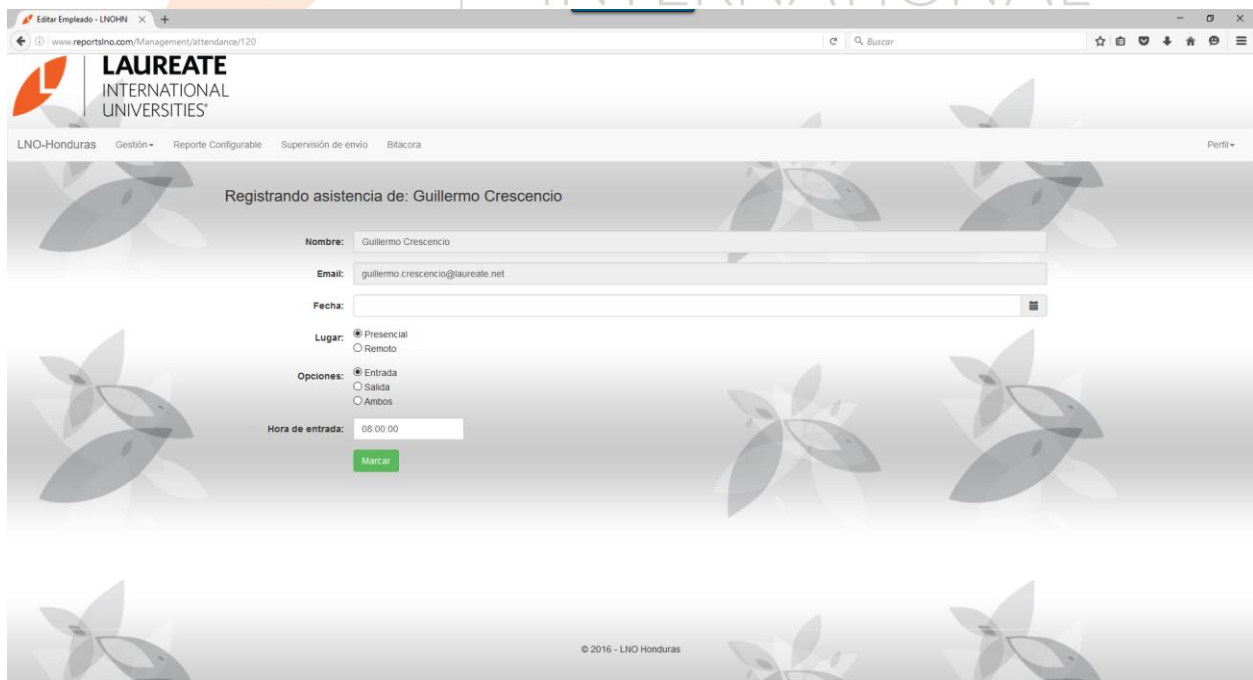 INTERNATIONAL
Editar Empleado - LNOHN
www.reportslno.com/Management/attendance/120
Buscar
LAUREATE
INTERNATIONAL
UNIVERSITIES®
LNO-Honduras Gestión Reporte Configurable Supervisión de envío Bitacora Perfil
Registrando asistencia de: Guillermo Crescencio
Nombre: Guillermo Crescencio
Email: guillermo.crescencio@laureate.net
Fecha:
Lugar: Presencial
Remoto
Opciones: Entrada
Salida
Ambos
Hora de entrada: 08:00:00
Marcar
© 2016 - LNO Honduras